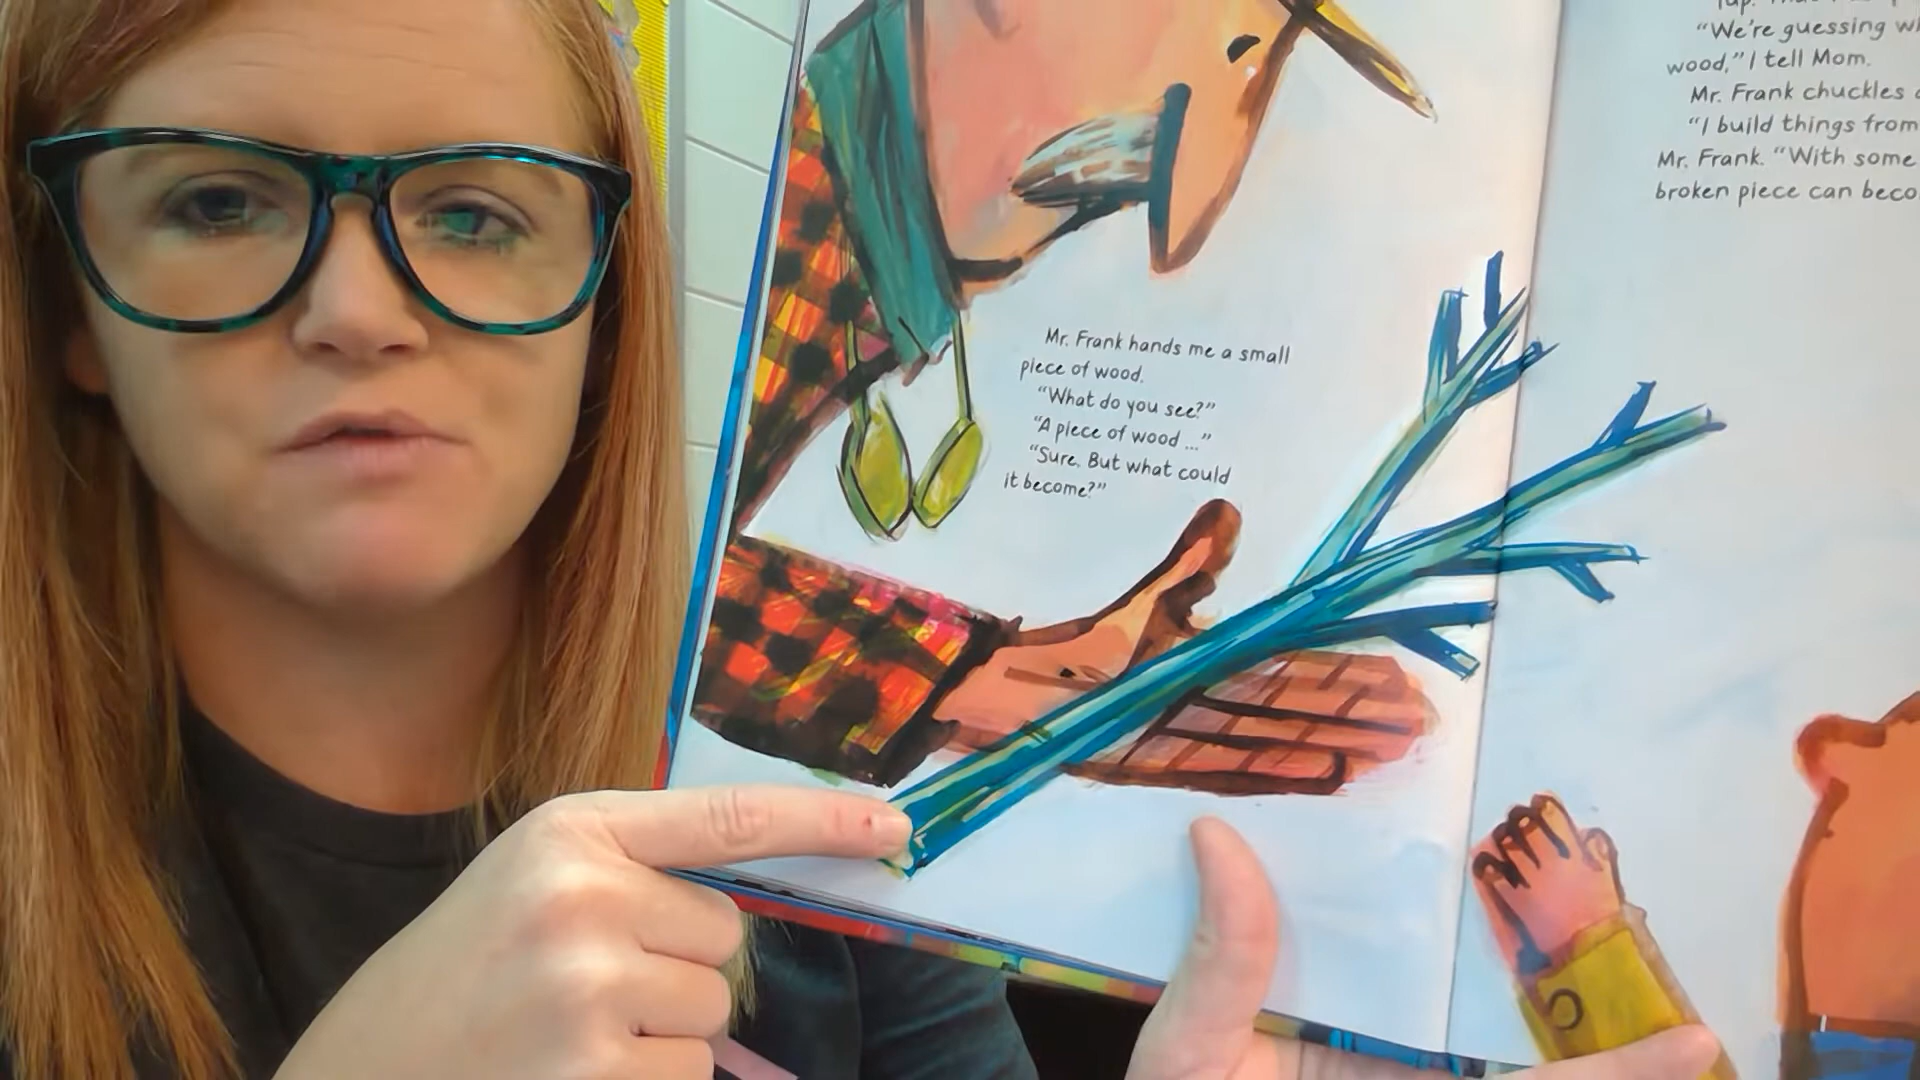 Mr. Frank hands me a small
piece of wood.
“What do you see?”
“A piece of wood ...”
“Sure. But what could
it become?”
“We’re guessing
wood,” I tell Mom.
Mr. Frank chuckles
“I build things from
Mr. Frank. “With some
broken piece can